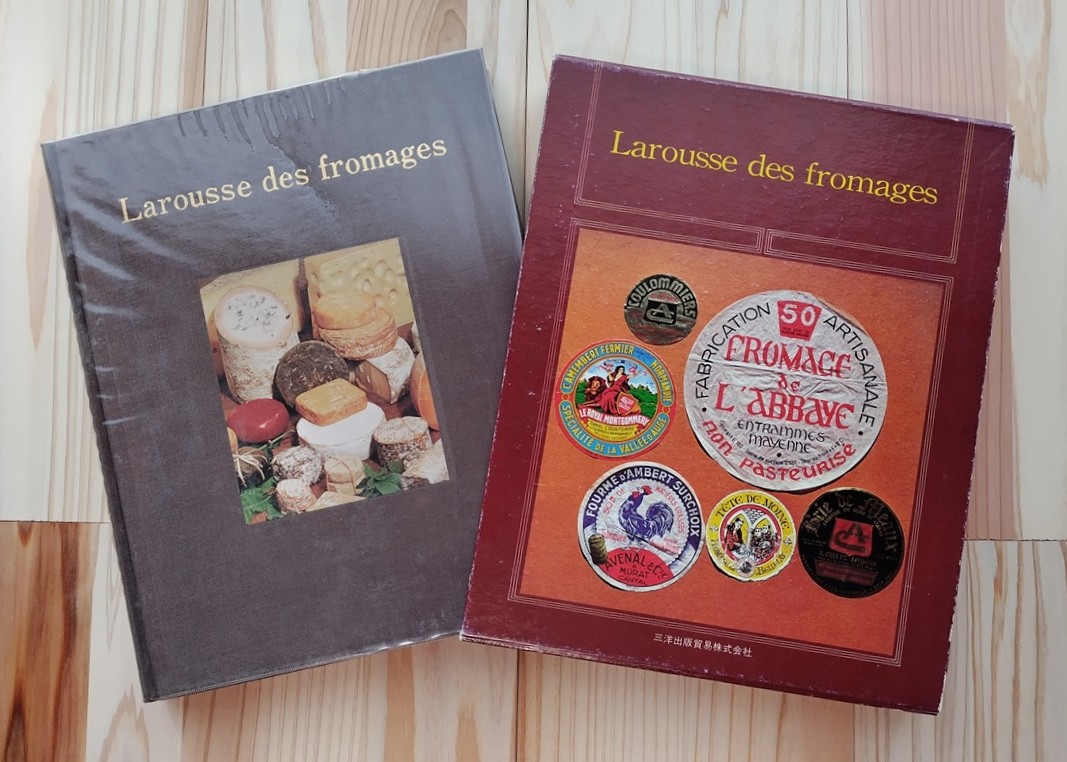 Larousse des fromages
Larousse des fromages
COULOMMIERS
50
FABRICATION ARTISANALE
FROMAGE
de
L'ABBAYE
ENTRAMMES
MAYENNE
NON PASTEURISÉ
CAMEMBERT FERMIER NORMANDIE
LE ROYAL MONTGOMMERY
SPÉCIALITÉ DE LA VALLÉE D'AUGE
FOURME D'AMBERT SURCHOIX
AVENAL & CIE
à
MURAT
CANTAL
TÊTE DE MOINE
Brie de Meaux
三洋出版貿易株式会社